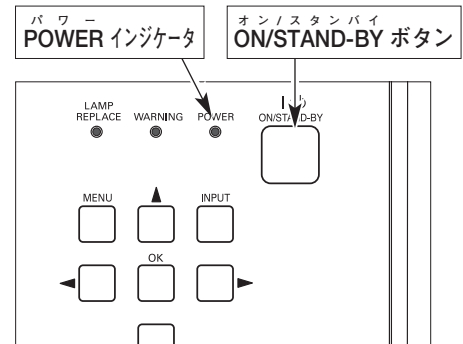 パワー
POWER インジケータ
オン/スタンバイ
ON/STAND-BY ボタン
LAMP
REPLACE
WARNING
POWER
ON/STAND-BY
MENU
INPUT
OK